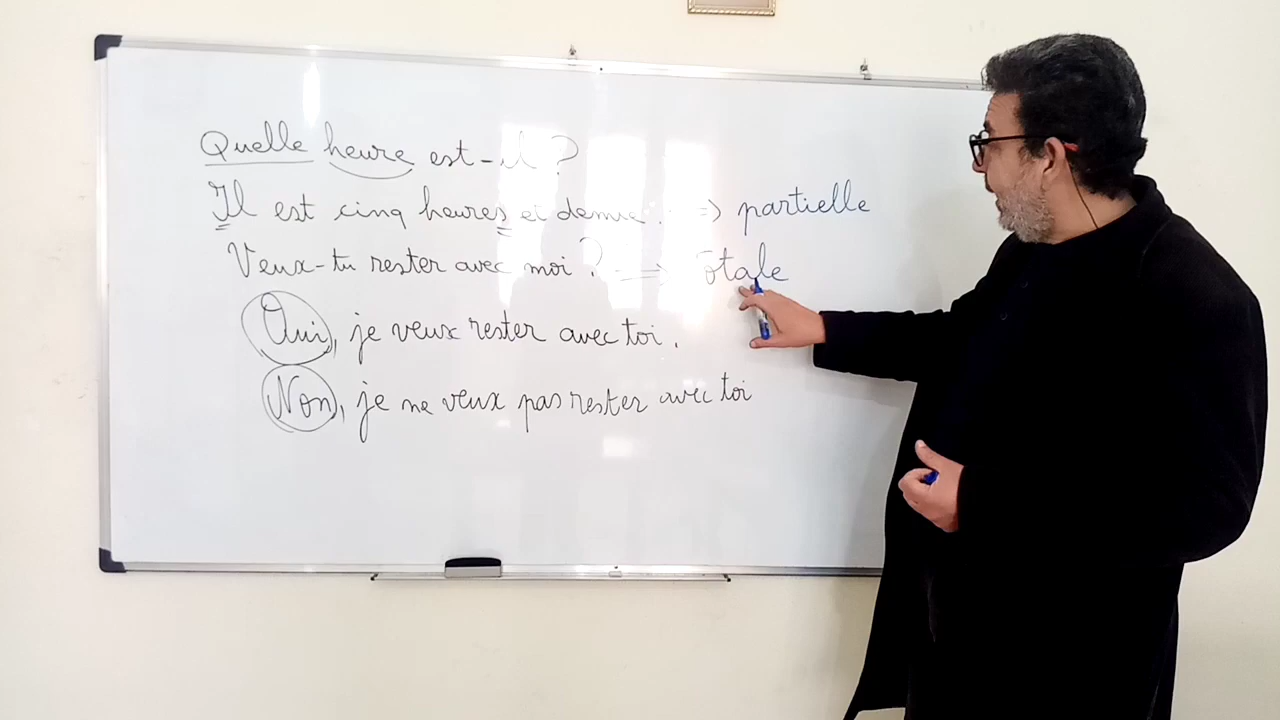 Quelle heure est-il ?
Il est cinq heures et demie. => partielle
Veux-tu rester avec moi ? => Totale
Oui, je veux rester avec toi.
Non, je ne veux pas rester avec toi